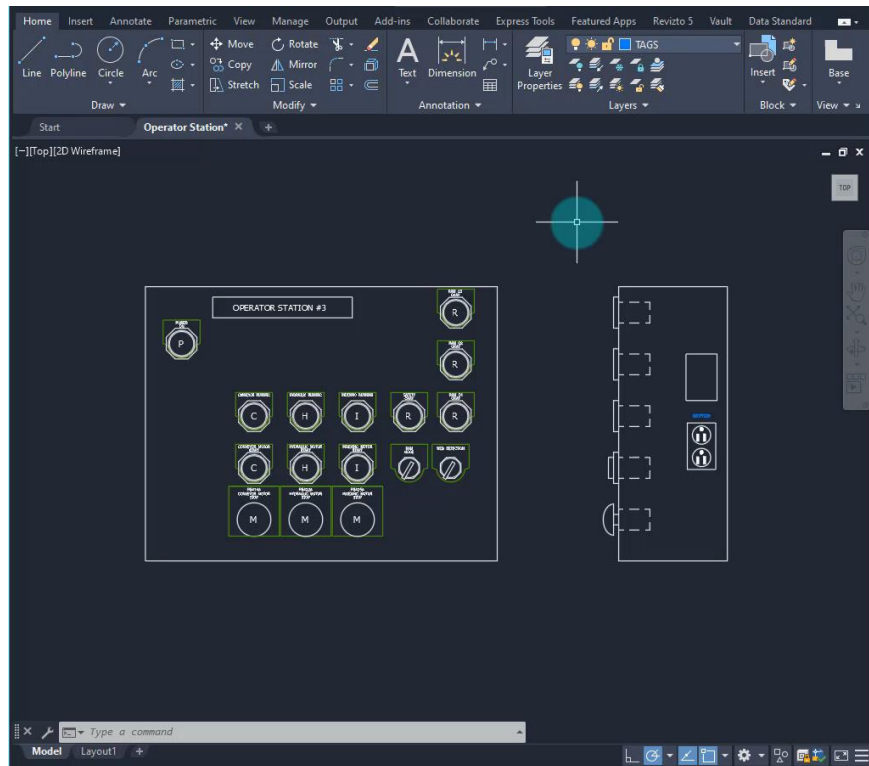 Home Insert Annotate Parametric View Manage Output Add-ins Collaborate Express Tools Featured Apps Revizto 5 Vault Data Standard
Move Rotate TAGS
Line Polyline Circle Arc Copy Mirror Text Dimension Layer Properties Insert Base
Stretch Scale
Draw Modify Annotation Layers Block View
Start Operator Station* +
[−][Top][2D Wireframe]
TOP
OPERATOR STATION #3
R
P
R
C H I R R
C H I
M M M
Type a command
Model Layout1 +